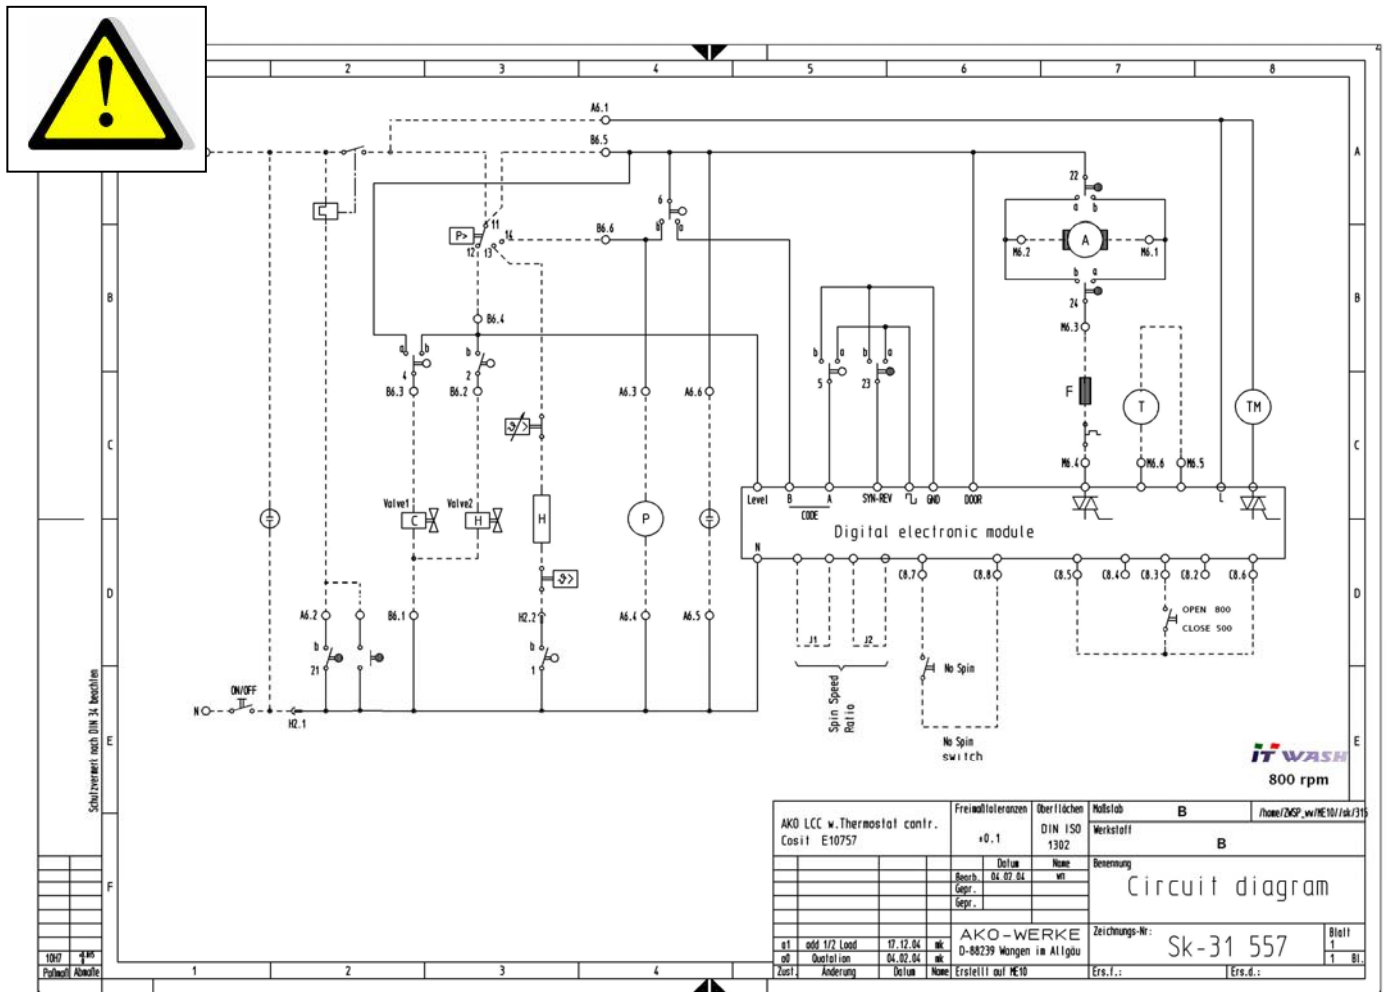 2 3 4 5 6 7 8
A6.1
B6.5
A A
22
a b
6
b a
B6.6
11
P> 14
12 13
M6.2 A M6.1
b a
24
B B
B6.4
M6.3
a b b
4 2
B6.3 B6.2
b a b a
5 23
A6.3 A6.6
F
T TM
C C
M6.4 M6.6 M6.5
Level B A SYN-REV GND DOOR L
CODE
Valve1 Valve2
C H H P
Digital electronic module
N
C8.7 C8.8 C8.5 C8.4 C8.3 C8.2 C8.6
D D
A6.2 B6.1 H2.2 A6.4 A6.5
OPEN 800
CLOSE 500
J1 J2
b b
21 1
No Spin
Spin Speed
Ratio
ON/OFF
N
H2.1
No Spin
switch
E E
Schutzvermerk nach DIN 34 beachten
iT WASH
800 rpm
F
AKO LCC w.Thermostat contr.
Cosit E10757
Freimaßtoleranzen
±0.1
Oberflächen
DIN ISO
1302
Maßstab B
/home/ZWSP_wv/ME10//sk/315
Werkstoff
B
Datum Name
Bearb. 04.02.04 wn
Gepr.
Gepr.
Benennung
Circuit diagram
AKO-WERKE
D-88239 Wangen im Allgäu
Zeichnungs-Nr:
Sk-31 557
Blatt
1
1 Bl.
a1 add 1/2 Load 17.12.04 mk
a0 Quotation 04.02.04 mk
Zust. Änderung Datum Name Erstellt auf ME10 Ers.f.: Ers.d.:
10H7
Paßmaß Abmaße
1 2 3 4